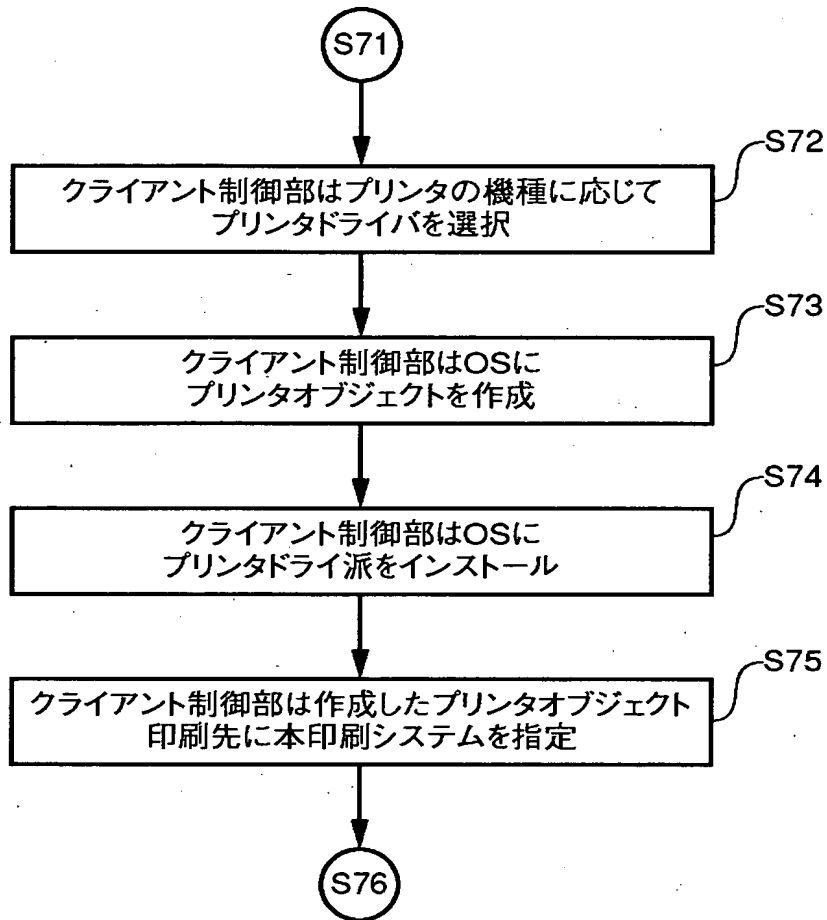 S71
S72
クライアント制御部はプリンタの機種に応じて
プリンタドライバを選択
S73
クライアント制御部はOSに
プリンタオブジェクトを作成
S74
クライアント制御部はOSに
プリンタドライ派をインストール
S75
クライアント制御部は作成したプリンタオブジェクト
印刷先に本印刷システムを指定
S76